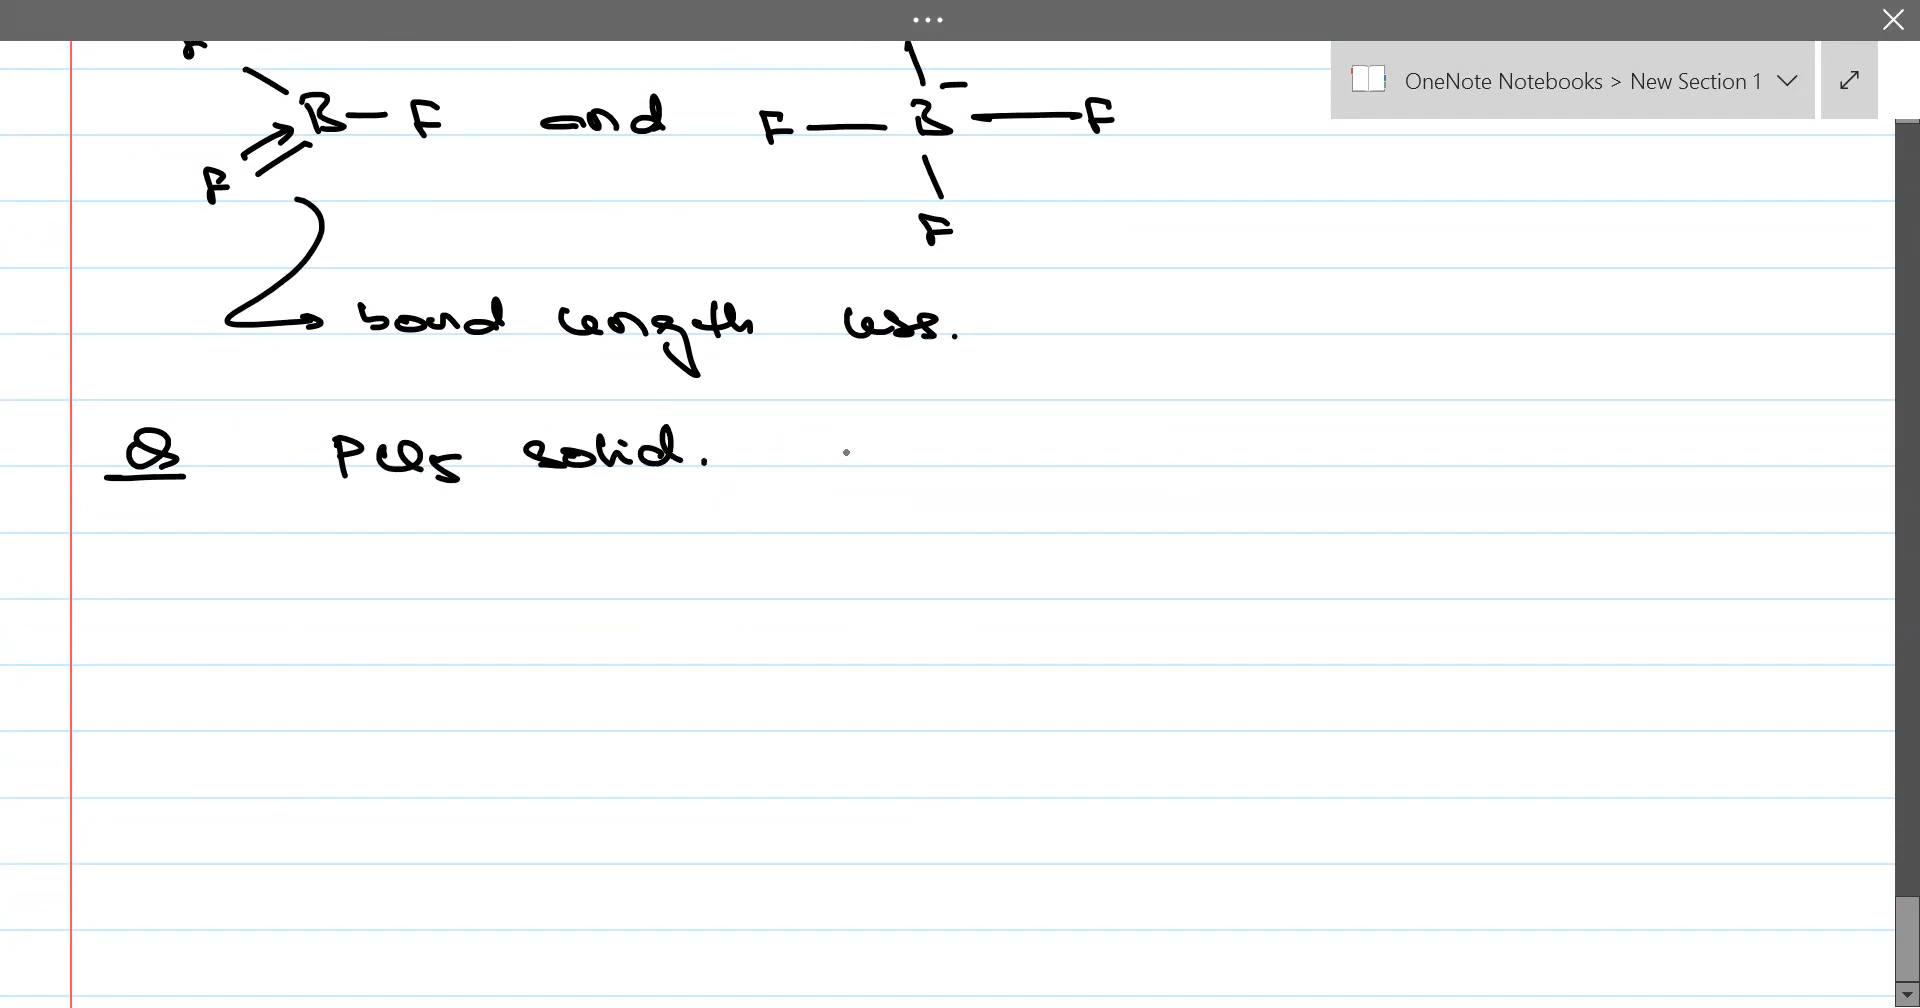 ...
OneNote Notebooks > New Section 1
B — F and F — B — F
F
F
bond length less.
Q PCl5 solid.